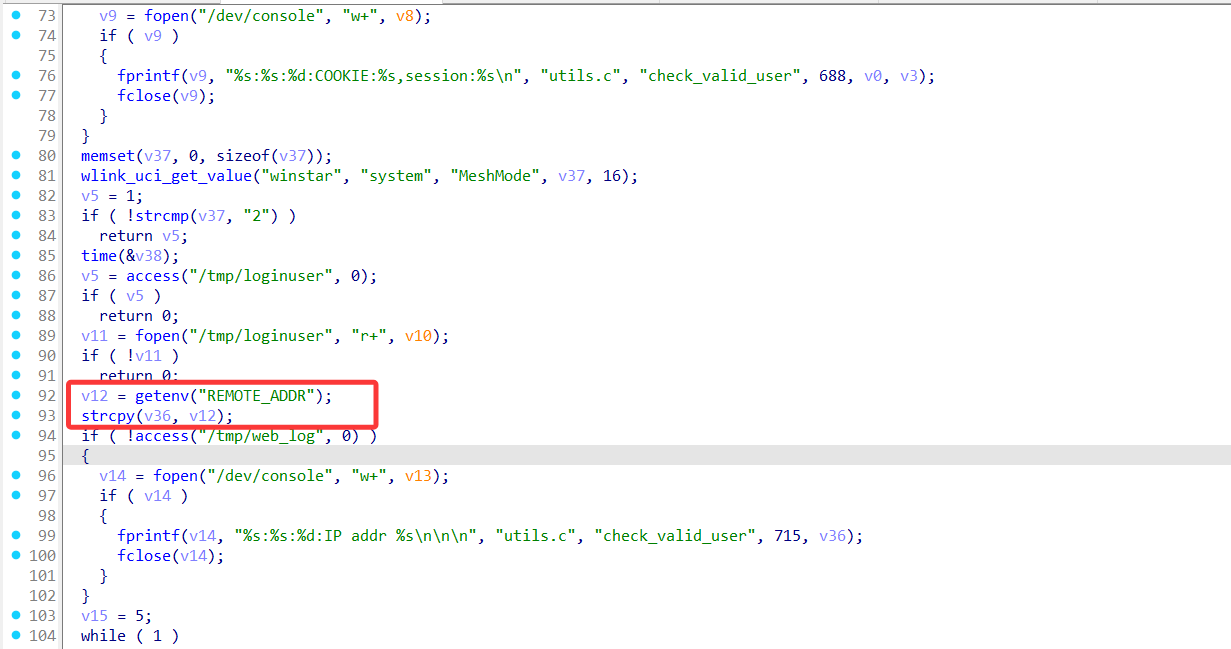 73 v9 = fopen("/dev/console", "w+", v8);
74 if ( v9 )
75 {
76 fprintf(v9, "%s:%s:%d:COOKIE:%s,session:%s\n", "utils.c", "check_valid_user", 688, v0, v3);
77 fclose(v9);
78 }
79 }
80 memset(v37, 0, sizeof(v37));
81 wlink_uci_get_value("winstar", "system", "MeshMode", v37, 16);
82 v5 = 1;
83 if ( !strcmp(v37, "2") )
84 return v5;
85 time(&v38);
86 v5 = access("/tmp/loginuser", 0);
87 if ( v5 )
88 return 0;
89 v11 = fopen("/tmp/loginuser", "r+", v10);
90 if ( !v11 )
91 return 0;
92 v12 = getenv("REMOTE_ADDR");
93 strcpy(v36, v12);
94 if ( !access("/tmp/web_log", 0) )
95 {
96 v14 = fopen("/dev/console", "w+", v13);
97 if ( v14 )
98 {
99 fprintf(v14, "%s:%s:%d:IP addr %s\n\n\n", "utils.c", "check_valid_user", 715, v36);
100 fclose(v14);
101 }
102 }
103 v15 = 5;
104 while ( 1 )